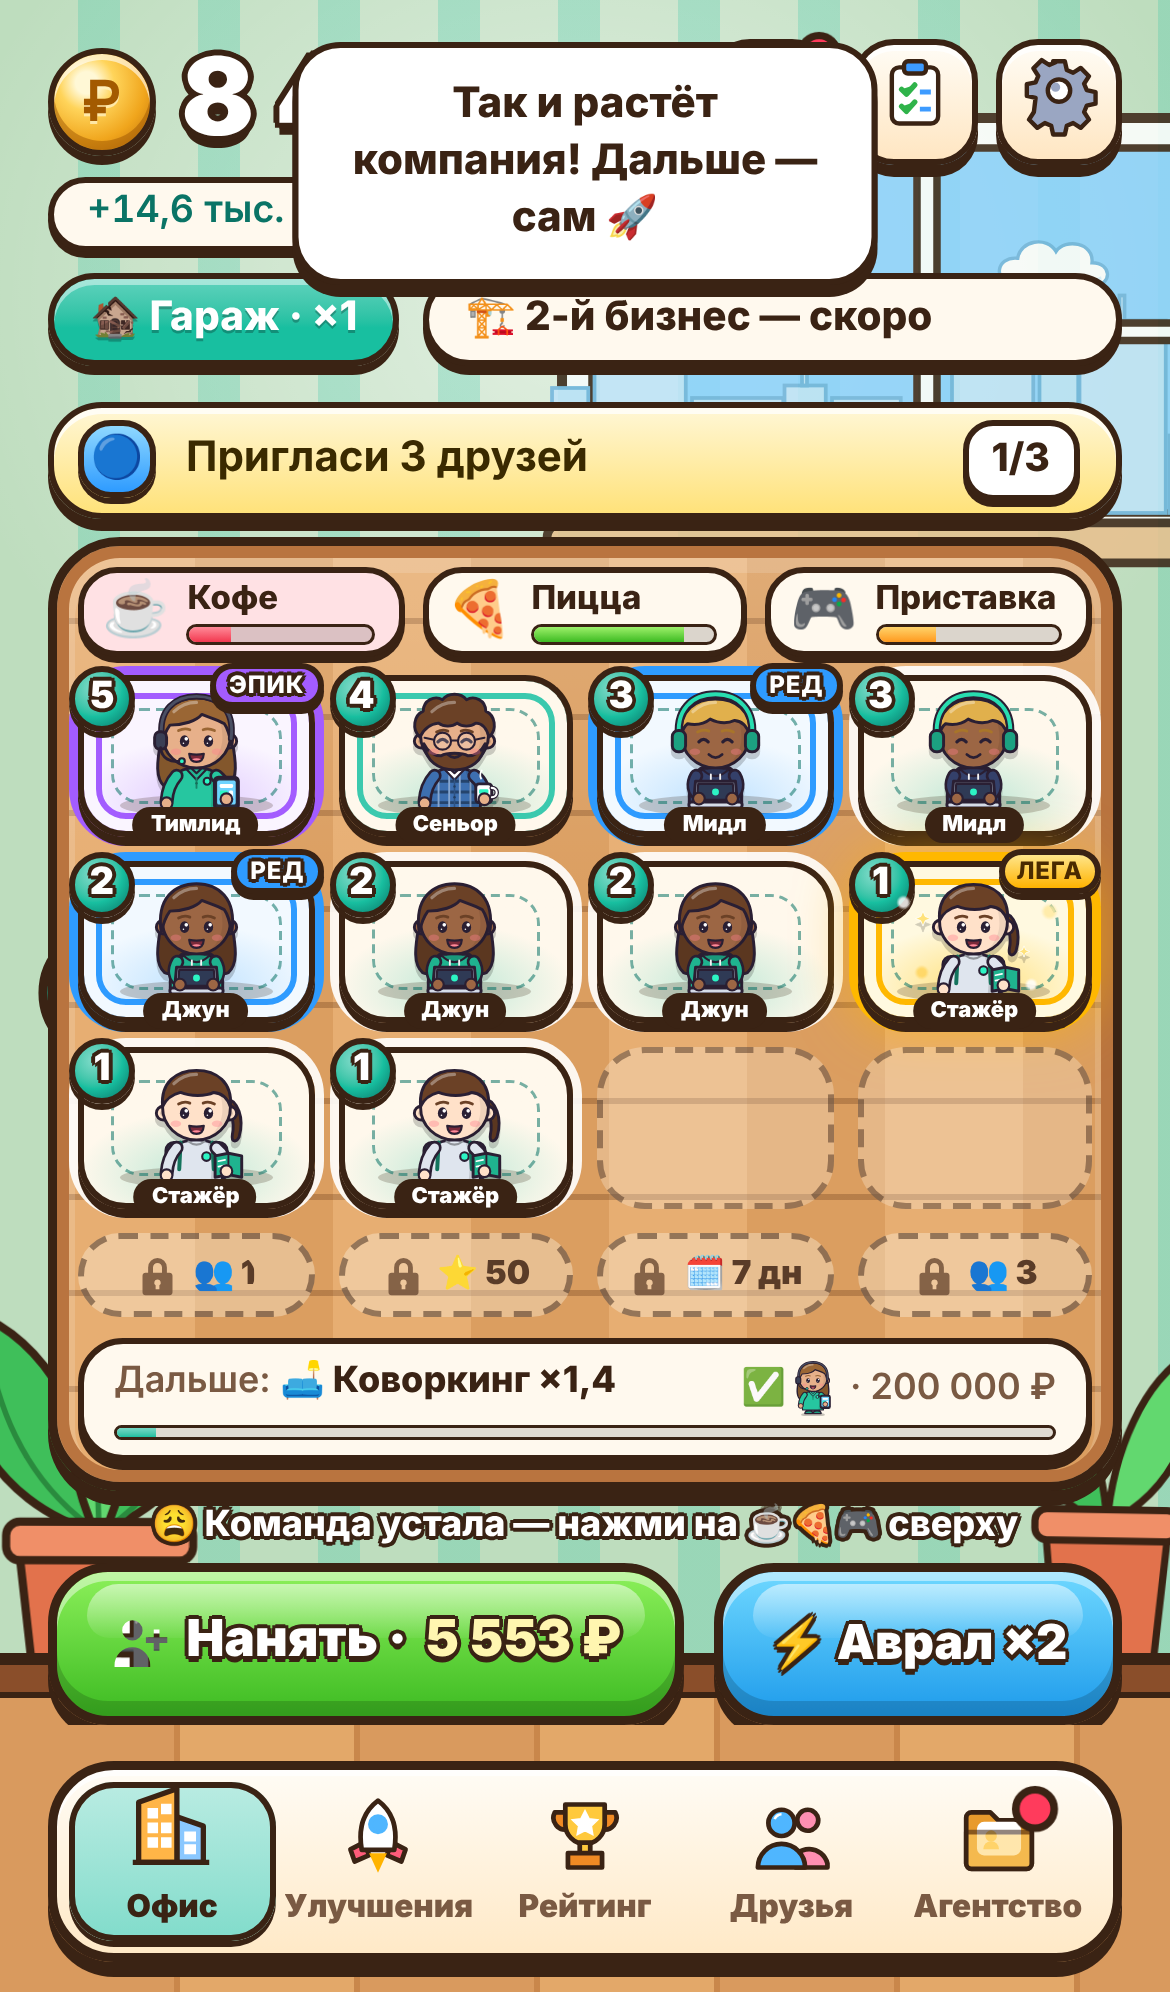 Так и растёт
компания! Дальше —
сам 🚀
₽ 8
+14,6 тыс.
🏚️ Гараж · ×1
🏗️ 2-й бизнес — скоро
Пригласи 3 друзей
1/3
☕ Кофе
🍕 Пицца
🎮 Приставка
5 ЭПИК
4
3 РЕД
3
Тимлид
Сеньор
Мидл
Мидл
2 РЕД
2
2
1 ЛЕГА
Джун
Джун
Джун
Стажёр
1
1
Стажёр
Стажёр
🔒 👥 1
🔒 ⭐ 50
🔒 🗓️ 7 дн
🔒 👥 3
Дальше: 🛋️ Коворкинг ×1,4
✅ · 200 000 ₽
😩 Команда устала — нажми на ☕🍕🎮 сверху
Нанять · 5 553 ₽
⚡ Аврал ×2
Офис
Улучшения
Рейтинг
Друзья
Агентство